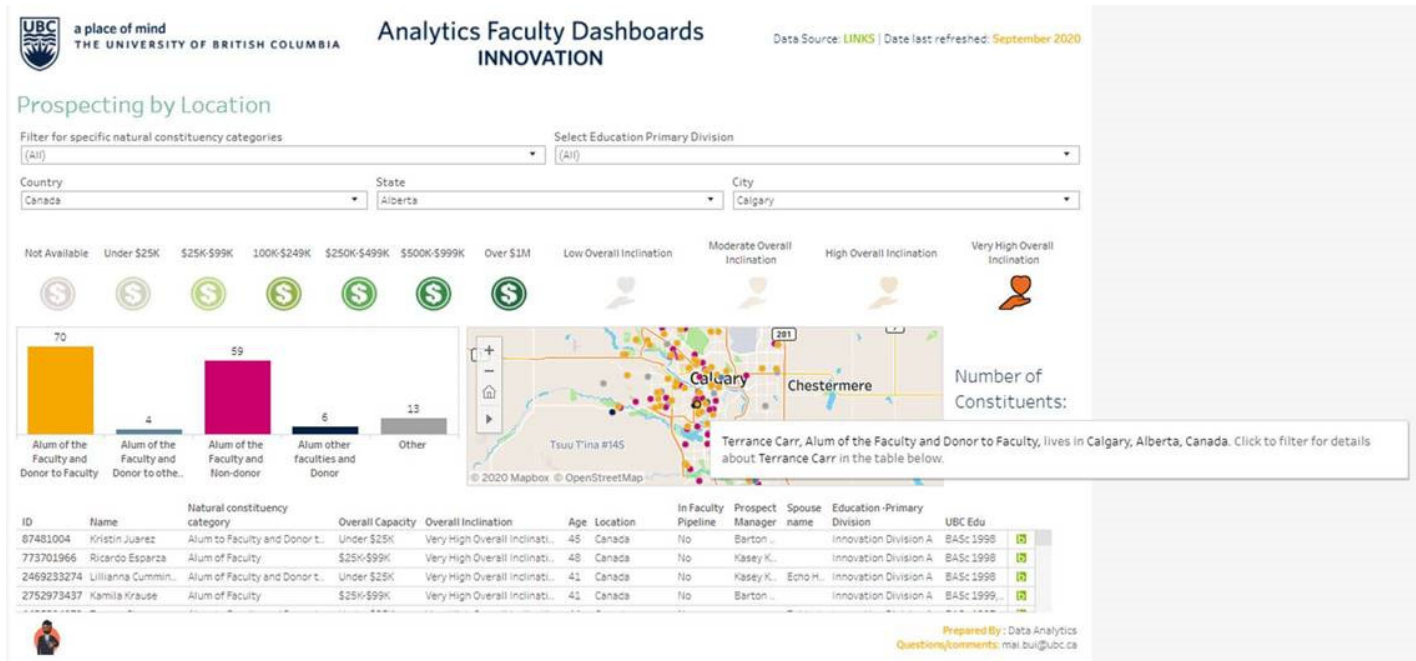 UBC
a place of mind
THE UNIVERSITY OF BRITISH COLUMBIA
Analytics Faculty Dashboards
INNOVATION
Data Source: LINKS | Date last refreshed: September 2020
Prospecting by Location
Filter for specific natural constituency categories
Select Education Primary Division
(All)
(All)
Country
State
City
Canada
Alberta
Calgary
Not Available
Under $25K
$25K-$99K
100K-$249K
$250K-$499K
$500K-$999K
Over $1M
Low Overall Inclination
Moderate Overall
Inclination
High Overall Inclination
Very High Overall
Inclination
70
4
59
6
13
Alum of the
Faculty and
Donor to Faculty
Alum of the
Faculty and
Donor to othe..
Alum of the
Faculty and
Non-donor
Alum other
faculties and
Donor
Other
201
Calgary
Chestermere
Tsuu T'ina #145
© 2020 Mapbox © OpenStreetMap
Number of
Constituents:
Terrance Carr, Alum of the Faculty and Donor to Faculty, lives in Calgary, Alberta, Canada. Click to filter for details
about Terrance Carr in the table below.
ID Name Natural constituency category Overall Capacity Overall Inclination Age Location In Faculty Pipeline Prospect Manager Spouse name Education -Primary Division UBC Edu
87481004 Kristin Juarez Alum to Faculty and Donor t.. Under $25K Very High Overall Inclinati.. 45 Canada No Barton .. Innovation Division A BASc 1998
773701966 Ricardo Esparza Alum of Faculty $25K-$99K Very High Overall Inclinati.. 48 Canada No Kasey K.. Innovation Division A BASc 1998
2469233274 Lillianna Cummin.. Alum of Faculty and Donor t.. Under $25K Very High Overall Inclinati.. 41 Canada No Kasey K.. Echo H.. Innovation Division A BASc 1998
2752973437 Kamila Krause Alum of Faculty $25K-$99K Very High Overall Inclinati.. 41 Canada No Barton .. Innovation Division A BASc 1999,..
Prepared By : Data Analytics
Questions/comments: mai.bui@ubc.ca